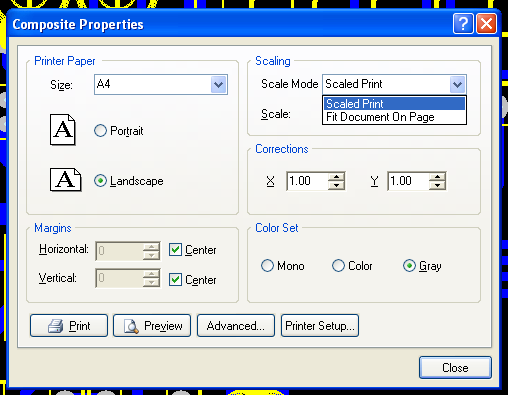 Composite Properties
Printer Paper
Size: A4
A Portrait
A Landscape
Scaling
Scale Mode Scaled Print
Scaled Print
Fit Document On Page
Scale:
Corrections
X 1.00 Y 1.00
Margins
Horizontal: 0 Center
Vertical: 0 Center
Color Set
Mono Color Gray
Print Preview Advanced... Printer Setup...
Close